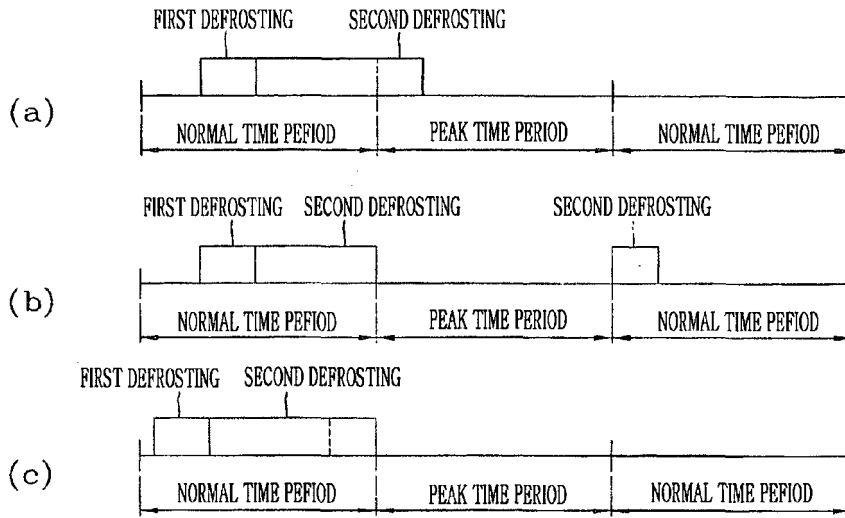 FIRST DEFROSTING SECOND DEFROSTING
(a)
NORMAL TIME PEFIOD PEAK TIME PERIOD NORMAL TIME PEFIOD
FIRST DEFROSTING SECOND DEFROSTING SECOND DEFROSTING
(b)
NORMAL TIME PEFIOD PEAK TIME PERIOD NORMAL TIME PEFIOD
FIRST DEFROSTING SECOND DEFROSTING
(c)
NORMAL TIME PEFIOD PEAK TIME PERIOD NORMAL TIME PEFIOD